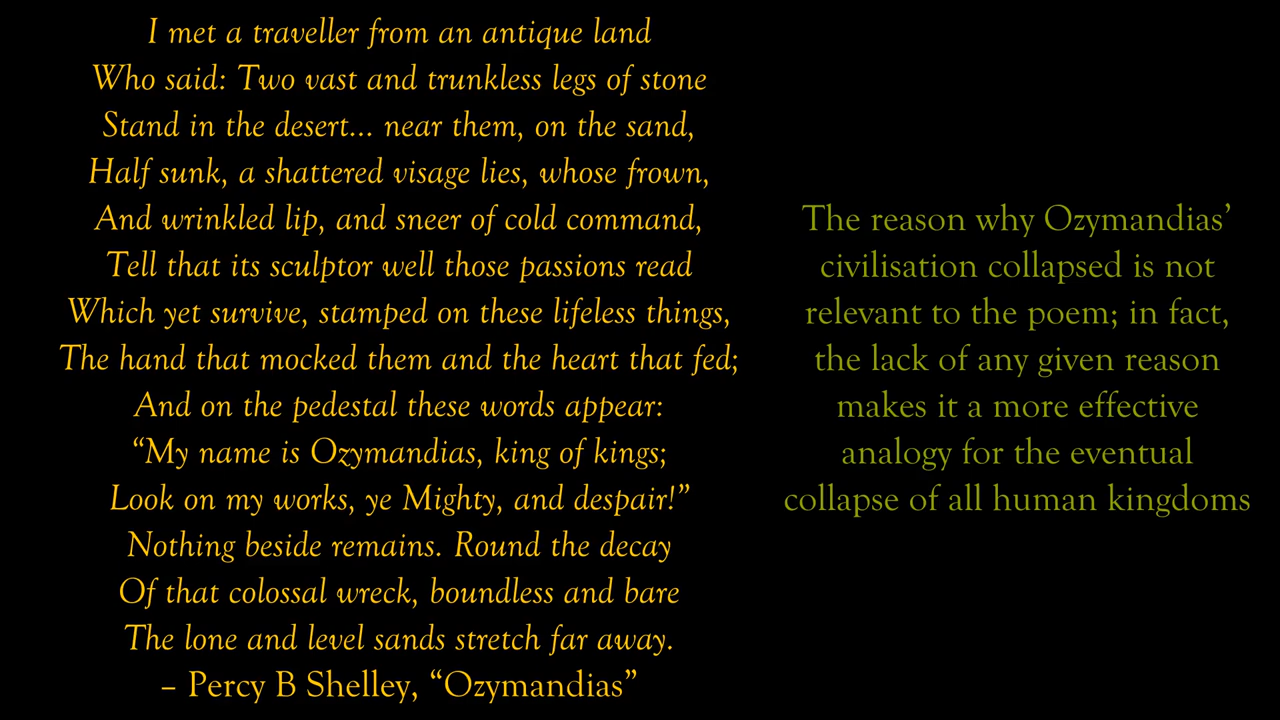 I met a traveller from an antique land
Who said: Two vast and trunkless legs of stone
Stand in the desert... near them, on the sand,
Half sunk, a shattered visage lies, whose frown,
And wrinkled lip, and sneer of cold command,
Tell that its sculptor well those passions read
Which yet survive, stamped on these lifeless things,
The hand that mocked them and the heart that fed;
And on the pedestal these words appear:
“My name is Ozymandias, king of kings;
Look on my works, ye Mighty, and despair!”
Nothing beside remains. Round the decay
Of that colossal wreck, boundless and bare
The lone and level sands stretch far away.
– Percy B Shelley, “Ozymandias”
The reason why Ozymandias’
civilisation collapsed is not
relevant to the poem; in fact,
the lack of any given reason
makes it a more effective
analogy for the eventual
collapse of all human kingdoms